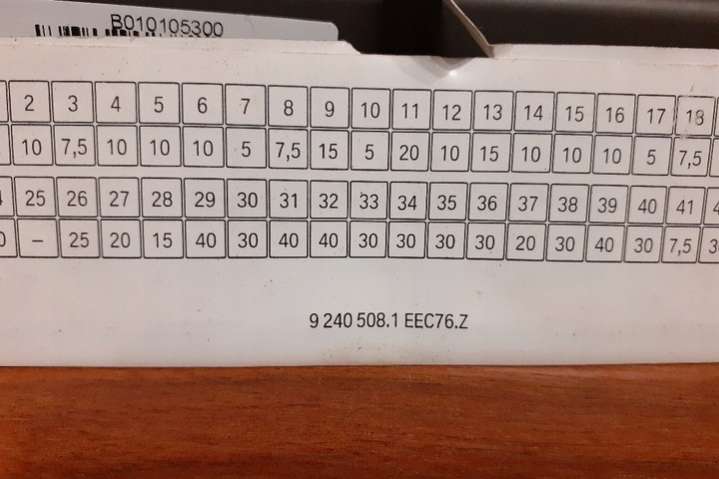 B010105300
2 3 4 5 6 7 8 9 10 11 12 13 14 15 16 17 18
10 7,5 10 10 10 5 7,5 15 5 20 10 15 10 10 10 5 7,5
25 26 27 28 29 30 31 32 33 34 35 36 37 38 39 40 41
– 25 20 15 40 30 40 40 30 30 30 30 20 30 40 30 7,5
9 240 508.1 EEC76.Z